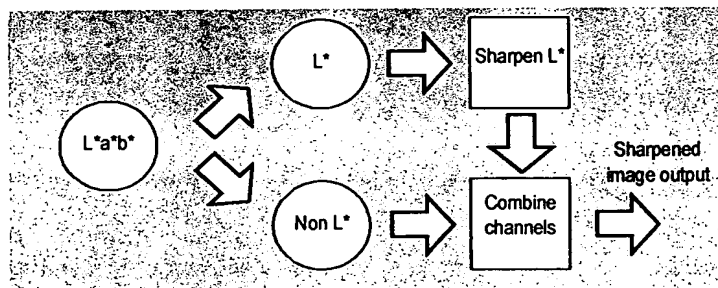 L*a*b*
L*
Sharpen L*
Non L*
Combine
channels
Sharpened
image output